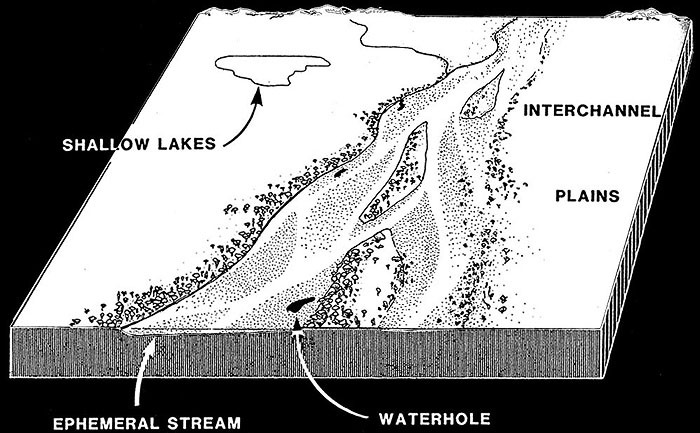 SHALLOW LAKES
INTERCHANNEL
PLAINS
EPHEMERAL STREAM
WATERHOLE